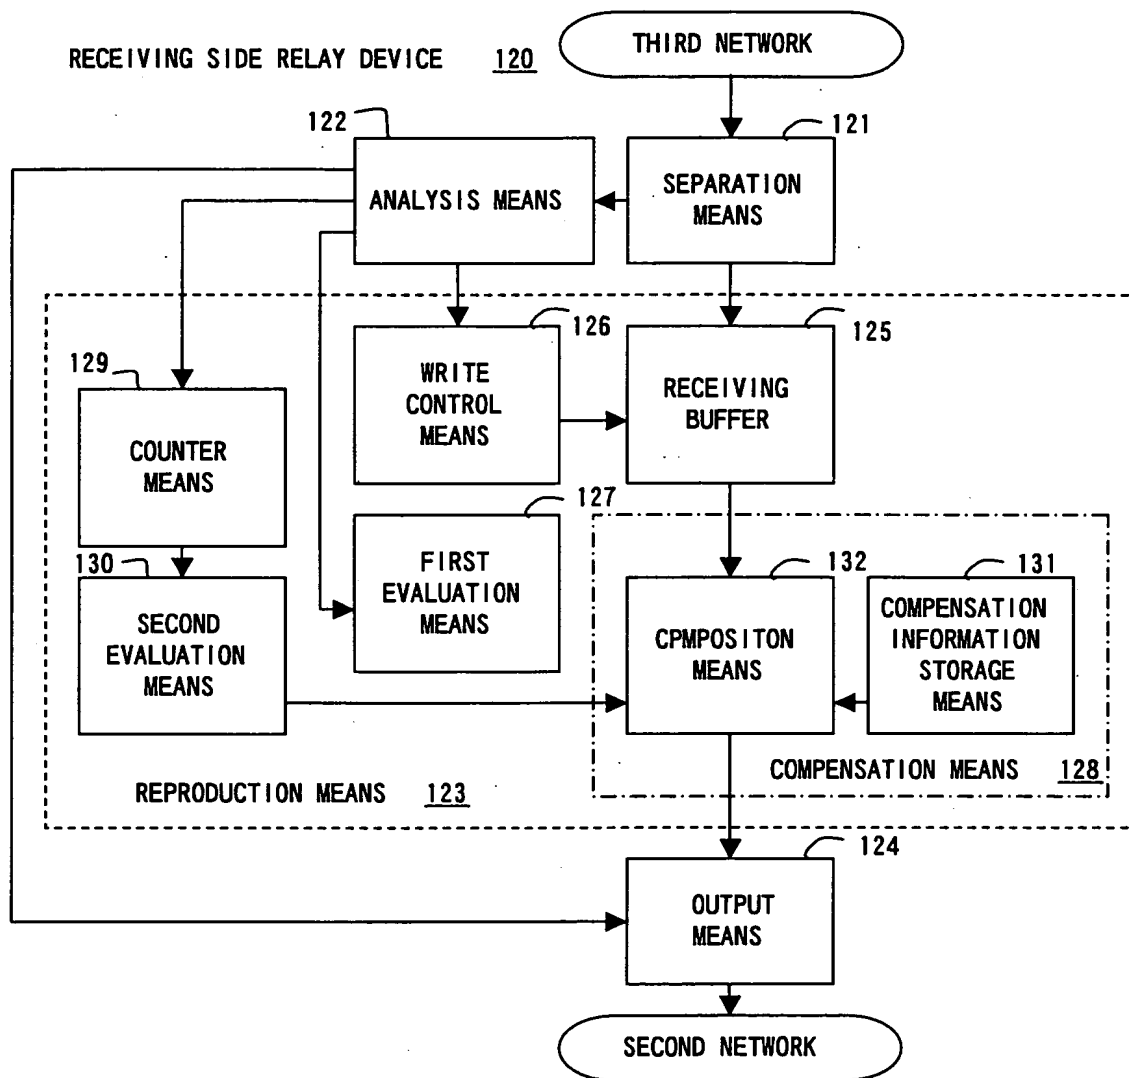 THIRD NETWORK
RECEIVING SIDE RELAY DEVICE 120
122
121
ANALYSIS MEANS
SEPARATION
MEANS
126
125
129
WRITE
CONTROL
MEANS
RECEIVING
BUFFER
COUNTER
MEANS
127
130
132
131
FIRST
EVALUATION
MEANS
SECOND
EVALUATION
MEANS
CPMPOSITON
MEANS
COMPENSATION
INFORMATION
STORAGE
MEANS
COMPENSATION MEANS 128
REPRODUCTION MEANS 123
124
OUTPUT
MEANS
SECOND NETWORK